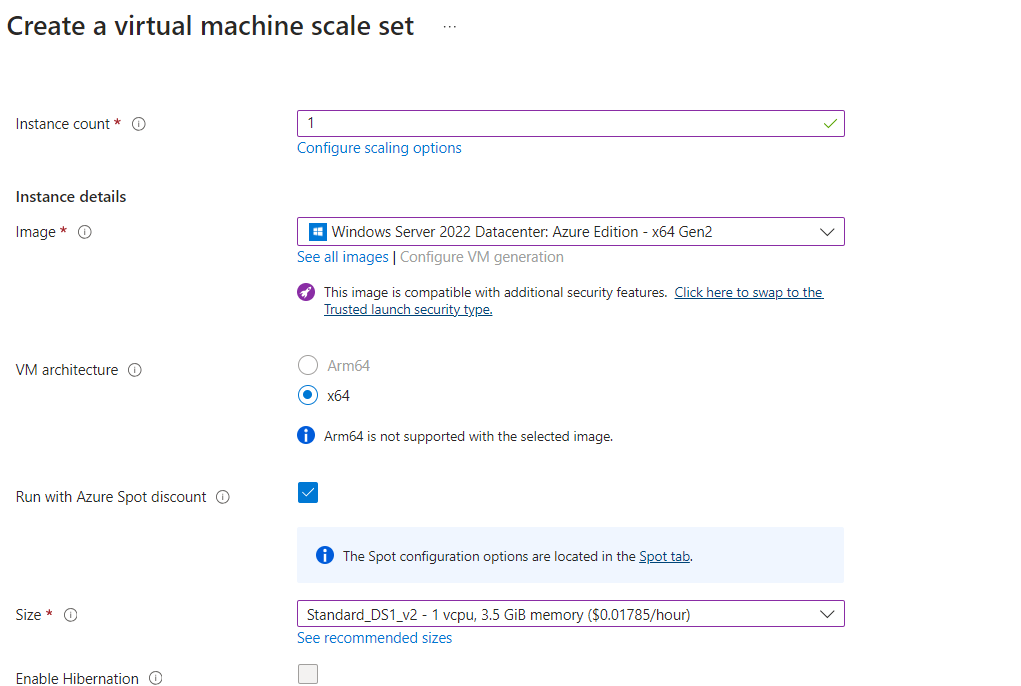 Create a virtual machine scale set ...
Instance count * 1
Configure scaling options
Instance details
Image * Windows Server 2022 Datacenter: Azure Edition - x64 Gen2
See all images | Configure VM generation
This image is compatible with additional security features. Click here to swap to the
Trusted launch security type.
VM architecture Arm64
x64
Arm64 is not supported with the selected image.
Run with Azure Spot discount
The Spot configuration options are located in the Spot tab.
Size * Standard_DS1_v2 - 1 vcpu, 3.5 GiB memory ($0.01785/hour)
See recommended sizes
Enable Hibernation